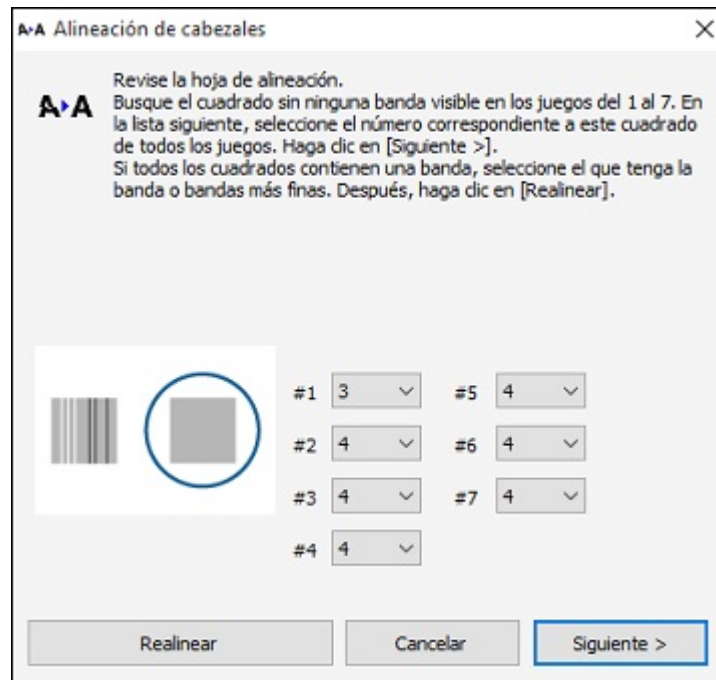 A▸A Alineación de cabezales
A▸A
Revise la hoja de alineación.
Busque el cuadrado sin ninguna banda visible en los juegos del 1 al 7. En
la lista siguiente, seleccione el número correspondiente a este cuadrado
de todos los juegos. Haga clic en [Siguiente >].
Si todos los cuadrados contienen una banda, seleccione el que tenga la
banda o bandas más finas. Después, haga clic en [Realinear].
#1 3 #5 4
#2 4 #6 4
#3 4 #7 4
#4 4
Realinear Cancelar Siguiente >